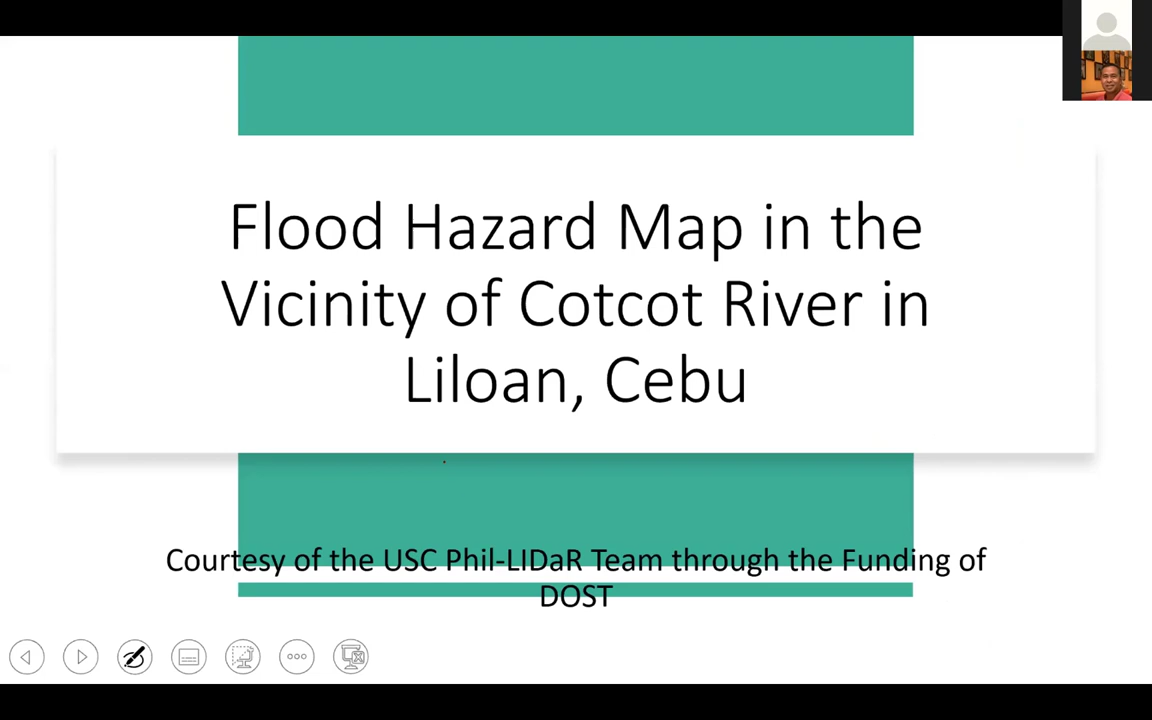 Flood Hazard Map in the
Vicinity of Cotcot River in
Liloan, Cebu
Courtesy of the USC Phil-LIDaR Team through the Funding of
DOST